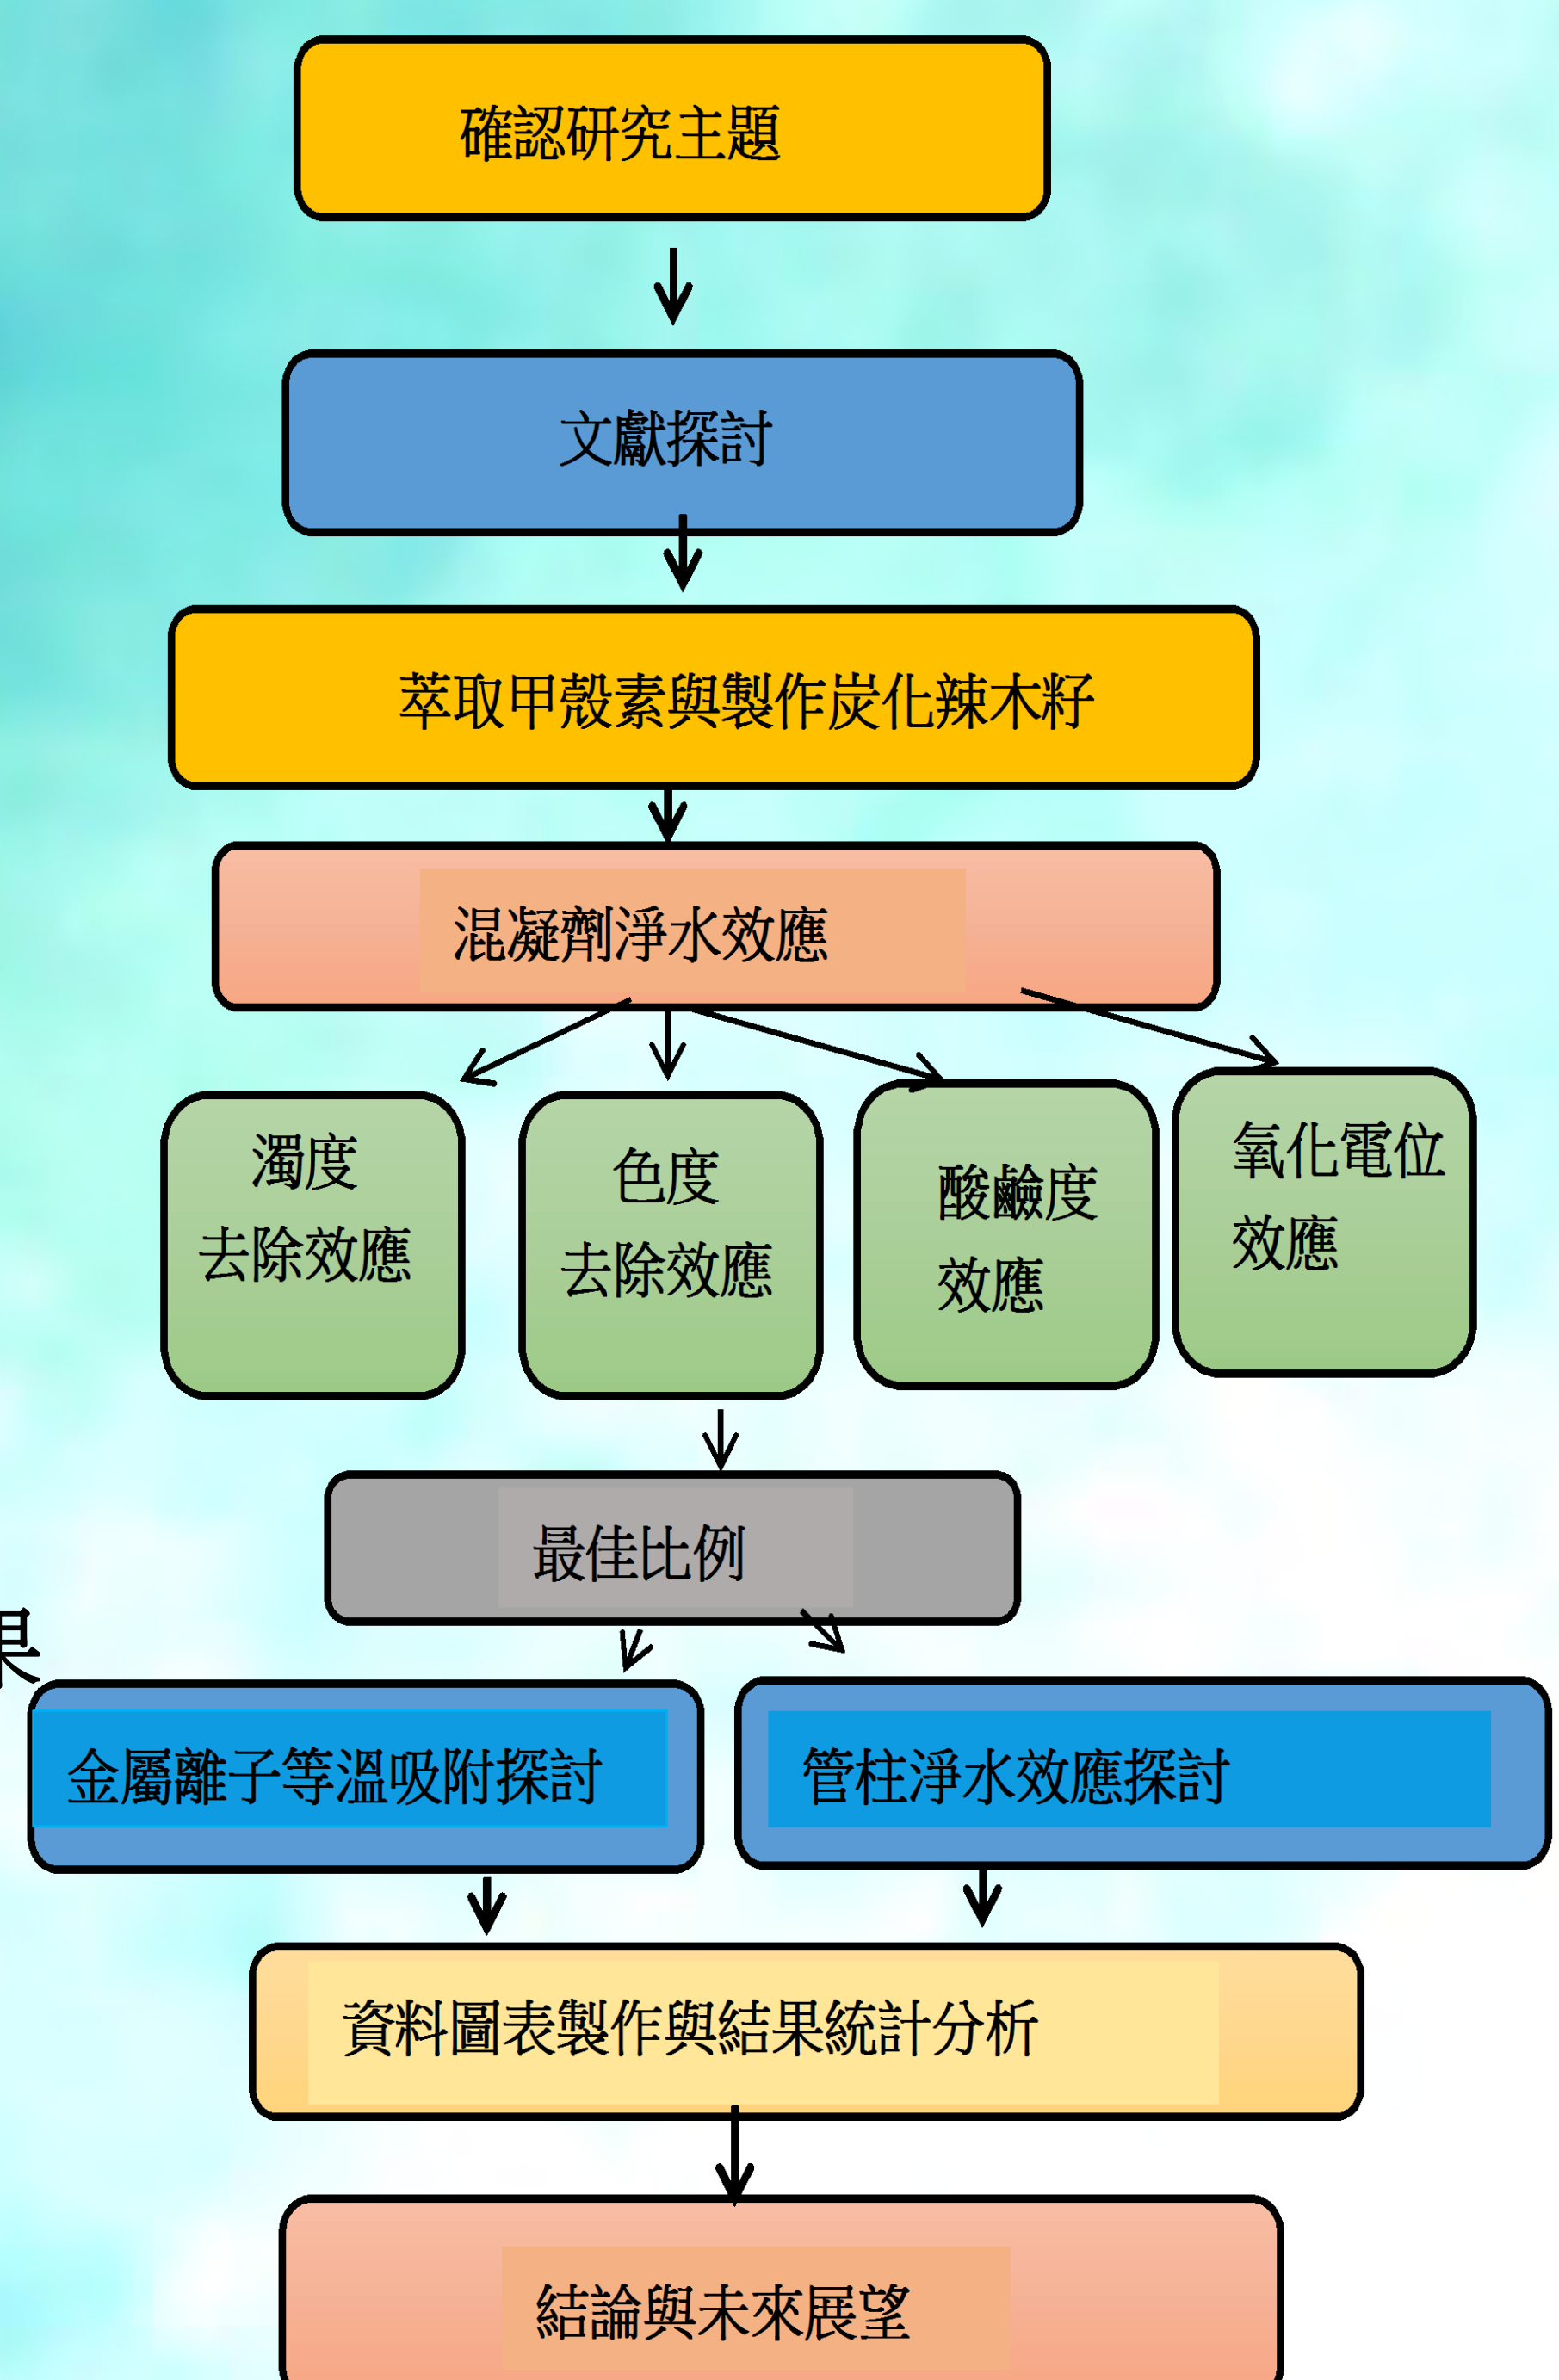 確認研究主題
文獻探討
萃取甲殼素與製作炭化辣木籽
混凝劑淨水效應
濁度
去除效應
色度
去除效應
酸鹼度
效應
氧化電位
效應
最佳比例
果
金屬離子等溫吸附探討
管柱淨水效應探討
資料圖表製作與結果統計分析
結論與未來展望